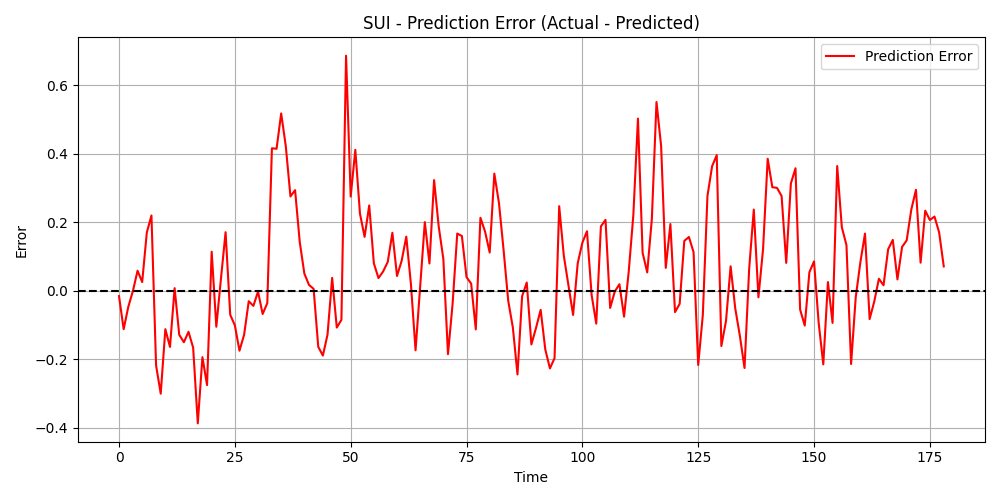 SUI - Prediction Error (Actual - Predicted)
Prediction Error
Error
0.6
0.4
0.2
0.0
−0.2
−0.4
0 25 50 75 100 125 150 175
Time